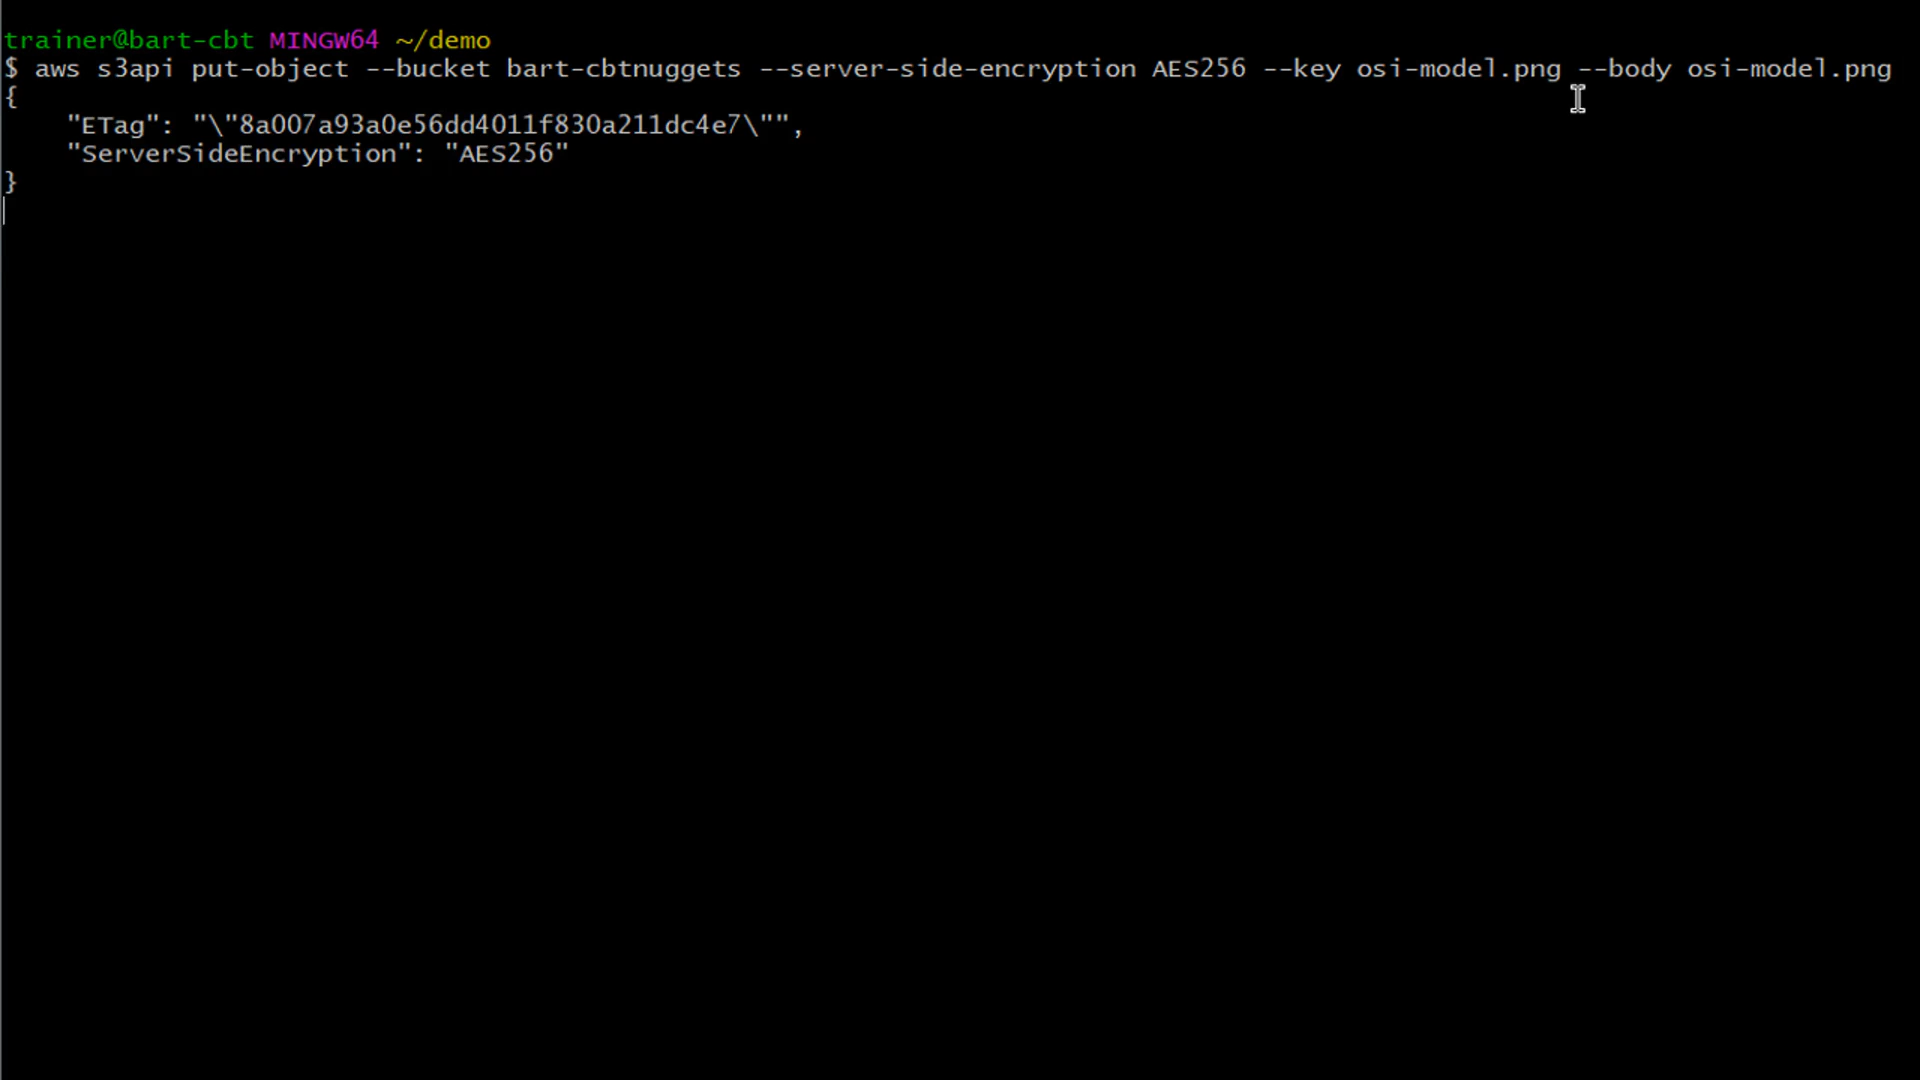 trainer@bart-cbt MINGW64 ~/demo
$ aws s3api put-object --bucket bart-cbtnuggets --server-side-encryption AES256 --key osi-model.png --body osi-model.png
{
    "ETag": "\"8a007a93a0e56dd4011f830a211dc4e7\"",
    "ServerSideEncryption": "AES256"
}